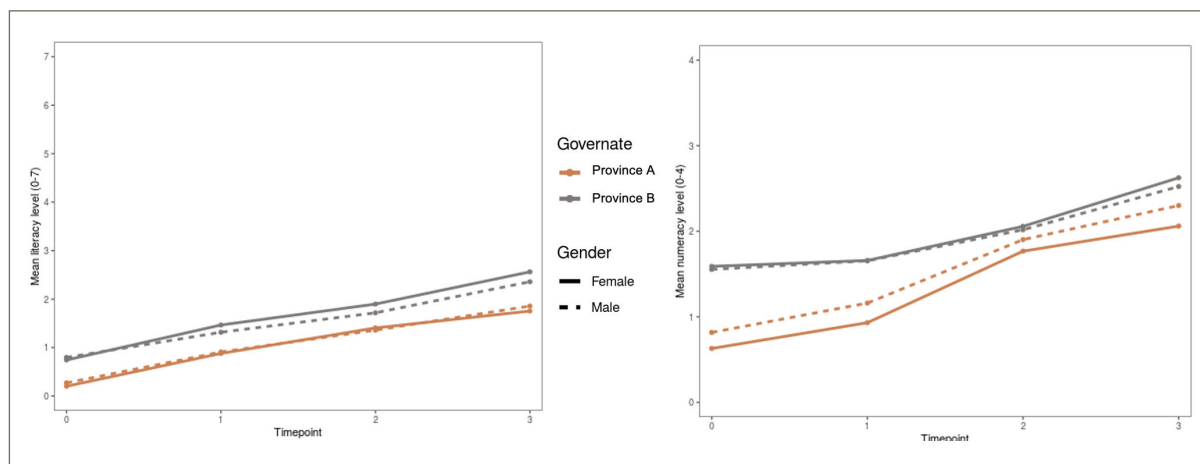 7
6
5
4
3
2
1
0
Mean literacy level (0-7)
0 1 2 3
Timepoint
Governate
Province A
Province B
Gender
Female
Male
4
3
2
1
0
Mean numeracy level (0-4)
0 1 2 3
Timepoint